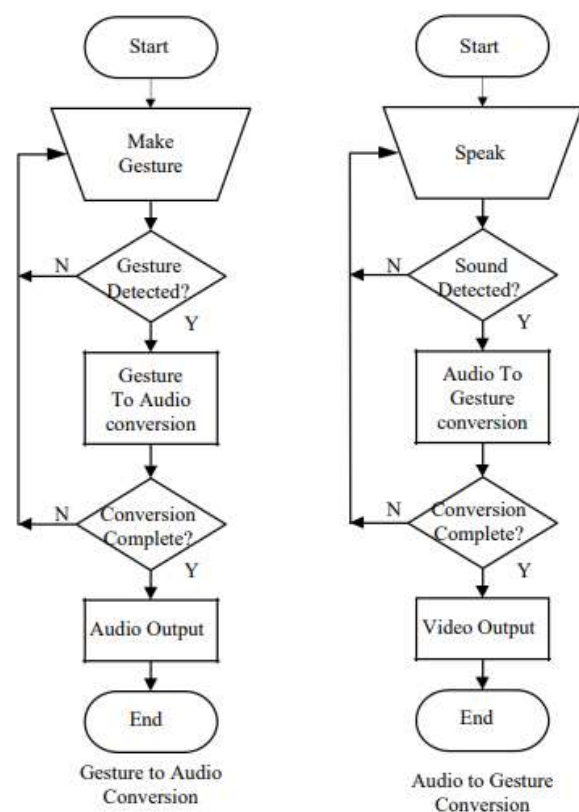 Start
Make
Gesture
N
Gesture
Detected?
Y
Gesture
To Audio
conversion
N
Conversion
Complete?
Y
Audio Output
End
Gesture to Audio
Conversion
Start
Speak
N
Sound
Detected?
Y
Audio To
Gesture
conversion
N
Conversion
Complete?
Y
Video Output
End
Audio to Gesture
Conversion